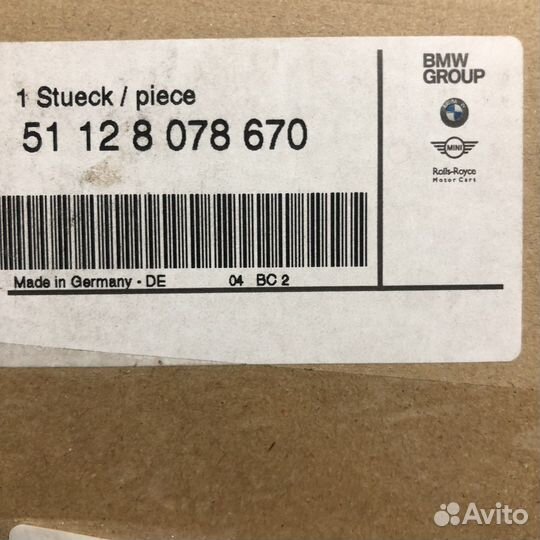 1 Stueck / piece
51 12 8 078 670
Made in Germany - DE 04 BC 2
BMW
GROUP
MINI
Rolls-Royce
Motor Cars
Avito